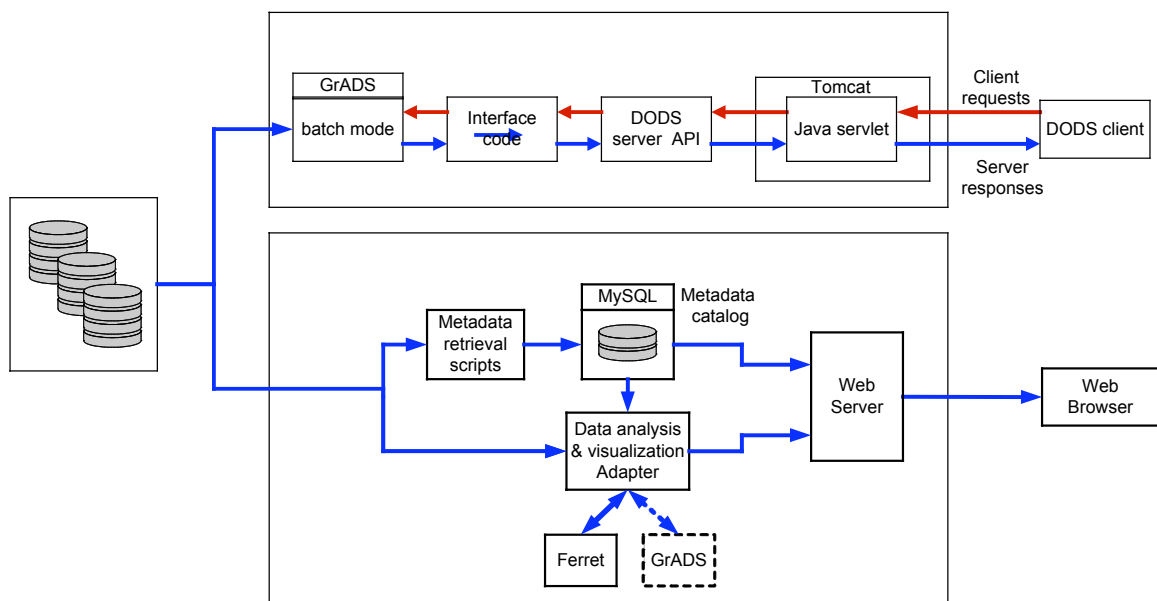 GrADS
batch mode
Interface
code
DODS
server API
Tomcat
Java servlet
Client
requests
DODS client
Server
responses
MySQL
Metadata
catalog
Metadata
retrieval
scripts
Web
Server
Web
Browser
Data analysis
& visualization
Adapter
Ferret
GrADS